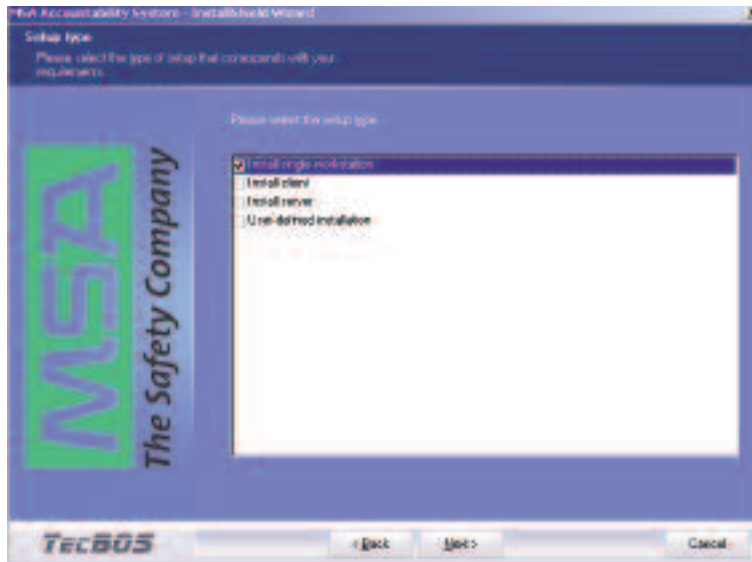 MSA Accountability System - InstallShield Wizard
Setup type
Please select the type of setup that corresponds with your
requirements.
Please select the setup type
Install single workstation
Install client
Install server
User-defined installation
MSA
The Safety Company
TecBOS
< Back
Next >
Cancel